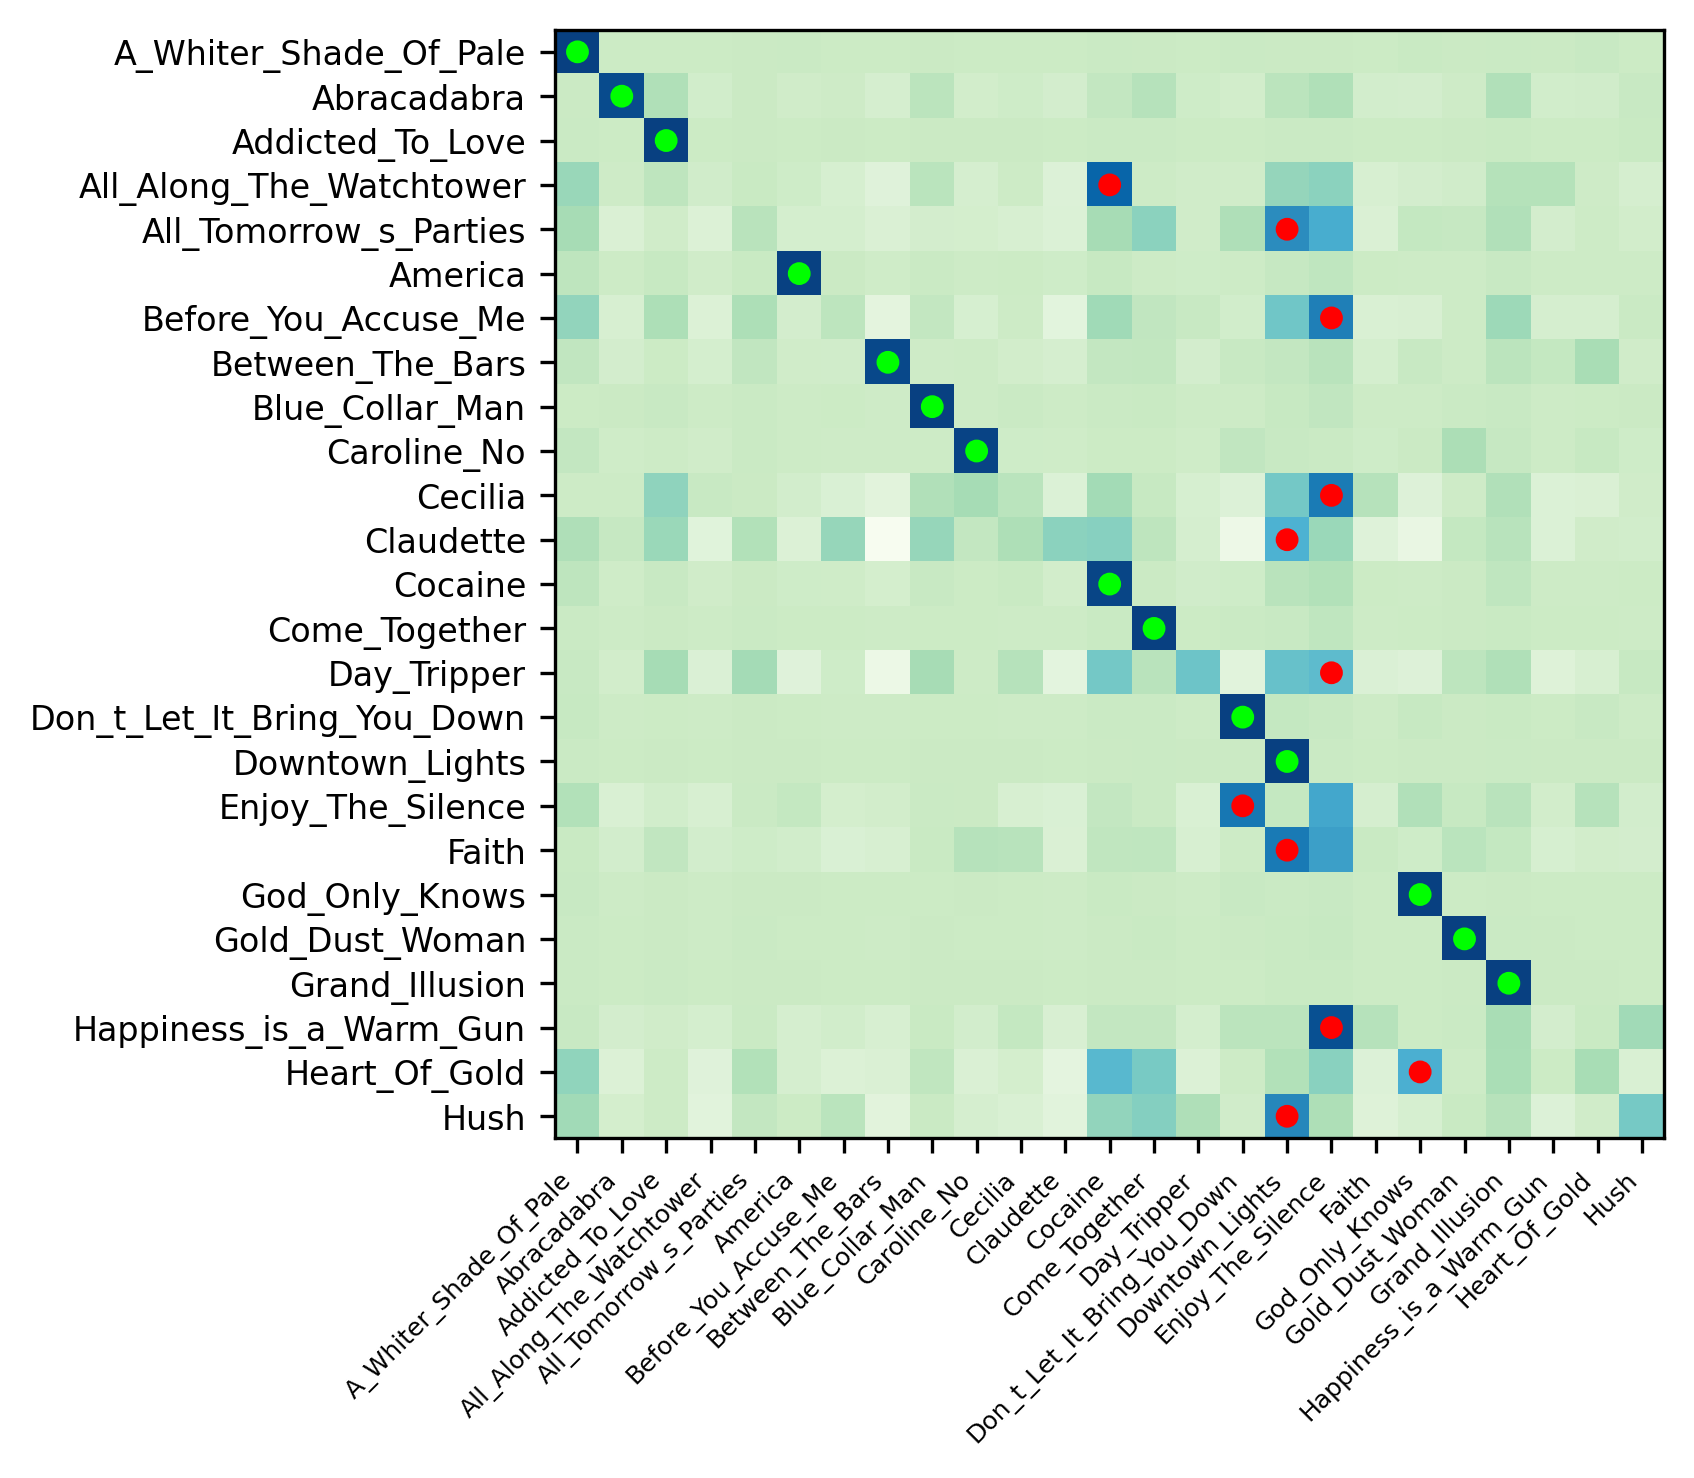 A_Whiter_Shade_Of_Pale
Abracadabra
Addicted_To_Love
All_Along_The_Watchtower
All_Tomorrow_s_Parties
America
Before_You_Accuse_Me
Between_The_Bars
Blue_Collar_Man
Caroline_No
Cecilia
Claudette
Cocaine
Come_Together
Day_Tripper
Don_t_Let_It_Bring_You_Down
Downtown_Lights
Enjoy_The_Silence
Faith
God_Only_Knows
Gold_Dust_Woman
Grand_Illusion
Happiness_is_a_Warm_Gun
Heart_Of_Gold
Hush
A_Whiter_Shade_Of_Pale
Abracadabra
Addicted_To_Love
All_Along_The_Watchtower
All_Tomorrow_s_Parties
America
Before_You_Accuse_Me
Between_The_Bars
Blue_Collar_Man
Caroline_No
Cecilia
Claudette
Cocaine
Come_Together
Day_Tripper
Don_t_Let_It_Bring_You_Down
Downtown_Lights
Enjoy_The_Silence
Faith
God_Only_Knows
Gold_Dust_Woman
Grand_Illusion
Happiness_is_a_Warm_Gun
Heart_Of_Gold
Hush